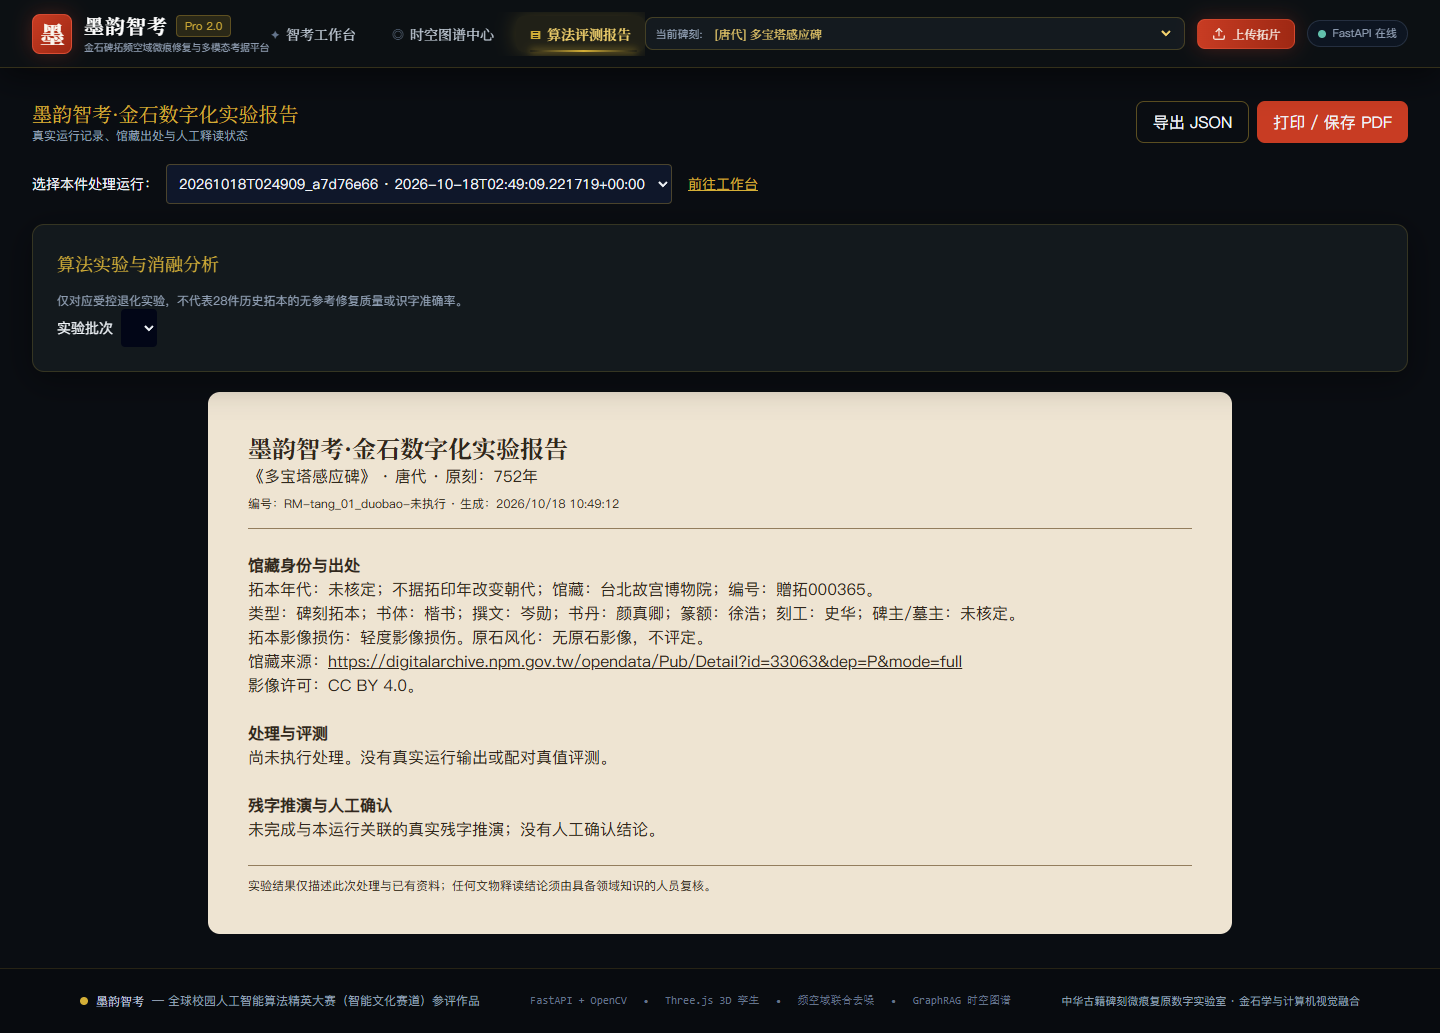 墨 墨韵智考 Pro 2.0
金石碑拓频空域微痕修复与多模态考据平台
智考工作台
时空图谱中心
算法评测报告
当前碑刻: [唐代] 多宝塔感应碑
上传拓片
FastAPI 在线
墨韵智考·金石数字化实验报告
真实运行记录、馆藏出处与人工释读状态
导出 JSON
打印 / 保存 PDF
选择本件处理运行： 20261018T024909_a7d76e66 · 2026-10-18T02:49:09.221719+00:00 前往工作台
算法实验与消融分析
仅对应受控退化实验，不代表28件历史拓本的无参考修复质量或识字准确率。
实验批次
墨韵智考·金石数字化实验报告
《多宝塔感应碑》 · 唐代 · 原刻：752年
编号：RM-tang_01_duobao-未执行 · 生成：2026/10/18 10:49:12
馆藏身份与出处
拓本年代：未核定；不据拓印年改变朝代；馆藏：台北故宫博物院；编号：贈拓000365。
类型：碑刻拓本；书体：楷书；撰文：岑勋；书丹：颜真卿；篆额：徐浩；刻工：史华；碑主/墓主：未核定。
拓本影像损伤：轻度影像损伤。原石风化：无原石影像，不评定。
馆藏来源：https://digitalarchive.npm.gov.tw/opendata/Pub/Detail?id=33063&dep=P&mode=full
影像许可：CC BY 4.0。
处理与评测
尚未执行处理。没有真实运行输出或配对真值评测。
残字推演与人工确认
未完成与本运行关联的真实残字推演；没有人工确认结论。
实验结果仅描述此次处理与已有资料；任何文物释读结论须由具备领域知识的人员复核。
墨韵智考 — 全球校园人工智能算法精英大赛（智能文化赛道）参评作品
FastAPI + OpenCV • Three.js 3D 孪生 • 频空域联合去噪 • GraphRAG 时空图谱
中华古籍碑刻微痕复原数字实验室 · 金石学与计算机视觉融合